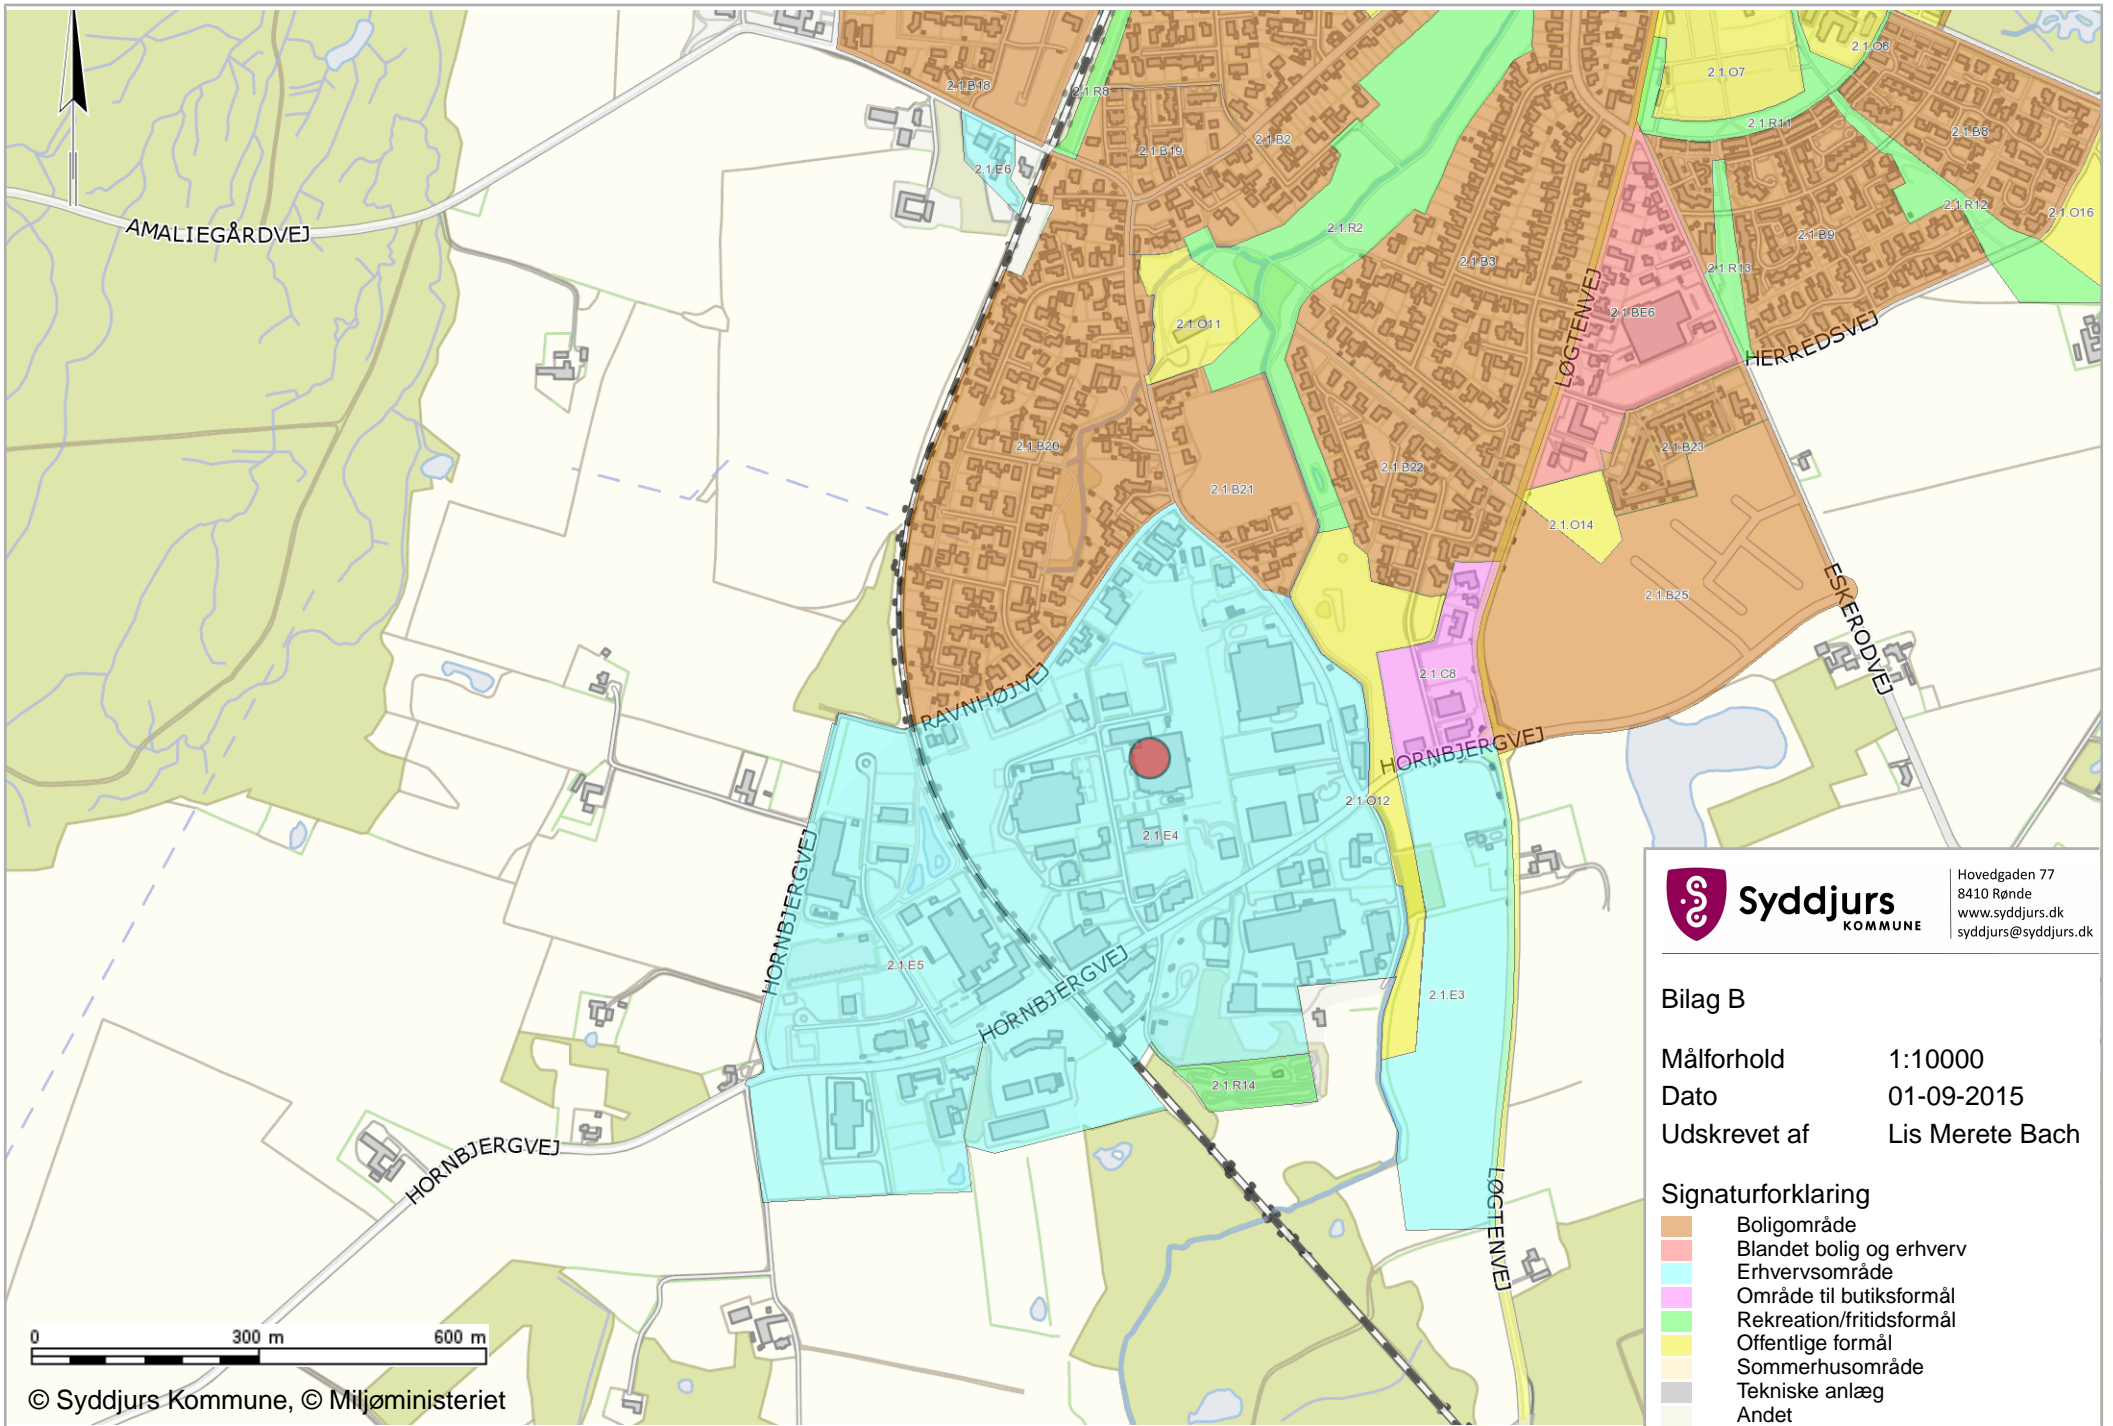 2.1.B18
2.1.R8
2.1.B19
2.1.B2
2.1.O7
2.1.O6
2.1.R11
2.1.B8
2.1.E6
2.1.R12
2.1.O16
2.1.R2
2.1.B9
AMALIEGÅRDVEJ
2.1.B3
2.1.R13
LØGTENVEJ
2.1.BE6
2.1.O11
HERREDSVEJ
2.1.B20
2.1.B23
2.1.B22
2.1.B21
2.1.O14
2.1.B25
ESKERODVEJ
2.1.C8
RAVNHØJVEJ
HORNBJERGVEJ
2.1.O12
2.1.E4
HORNBJERGVEJ
2.1.E5
HORNBJERGVEJ
2.1.E3
2.1.R14
HORNBJERGVEJ
LØGTENVEJ
Syddjurs
KOMMUNE
Hovedgaden 77
8410 Rønde
www.syddjurs.dk
syddjurs@syddjurs.dk
Bilag B
Målforhold 1:10000
Dato 01-09-2015
Udskrevet af Lis Merete Bach
Signaturforklaring
Boligområde
Blandet bolig og erhverv
Erhvervsområde
Område til butiksformål
Rekreation/fritidsformål
Offentlige formål
Sommerhusområde
Tekniske anlæg
Andet
0 300 m 600 m
© Syddjurs Kommune, © Miljøministeriet